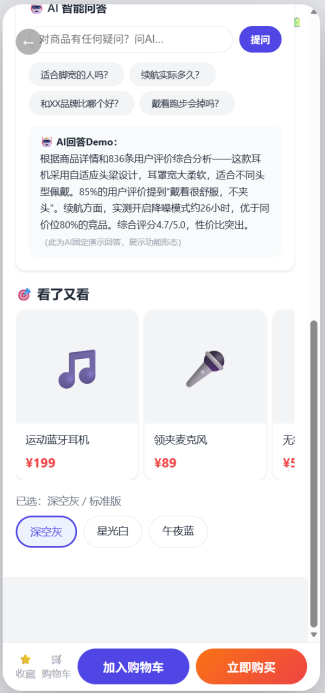 AI 智能问答
对商品有任何疑问？问AI...
提问
适合脚宽的人吗？
续航实际多久？
和XX品牌比哪个好？
戴着跑步会掉吗？
AI回答Demo：
根据商品详情和836条用户评价综合分析——这款耳
机采用自适应头梁设计，耳罩宽大柔软，适合不同头
型佩戴。85%的用户评价提到"戴着很舒服，不夹
头"。续航方面，实测开启降噪模式约26小时，优于同
价位80%的竞品。综合评分4.7/5.0，性价比突出。
(此为AI固定演示回答，展示功能形态)
看了又看
运动蓝牙耳机
¥199
领夹麦克风
¥89
已选：深空灰 / 标准版
深空灰
星光白
午夜蓝
收藏
购物车
加入购物车
立即购买